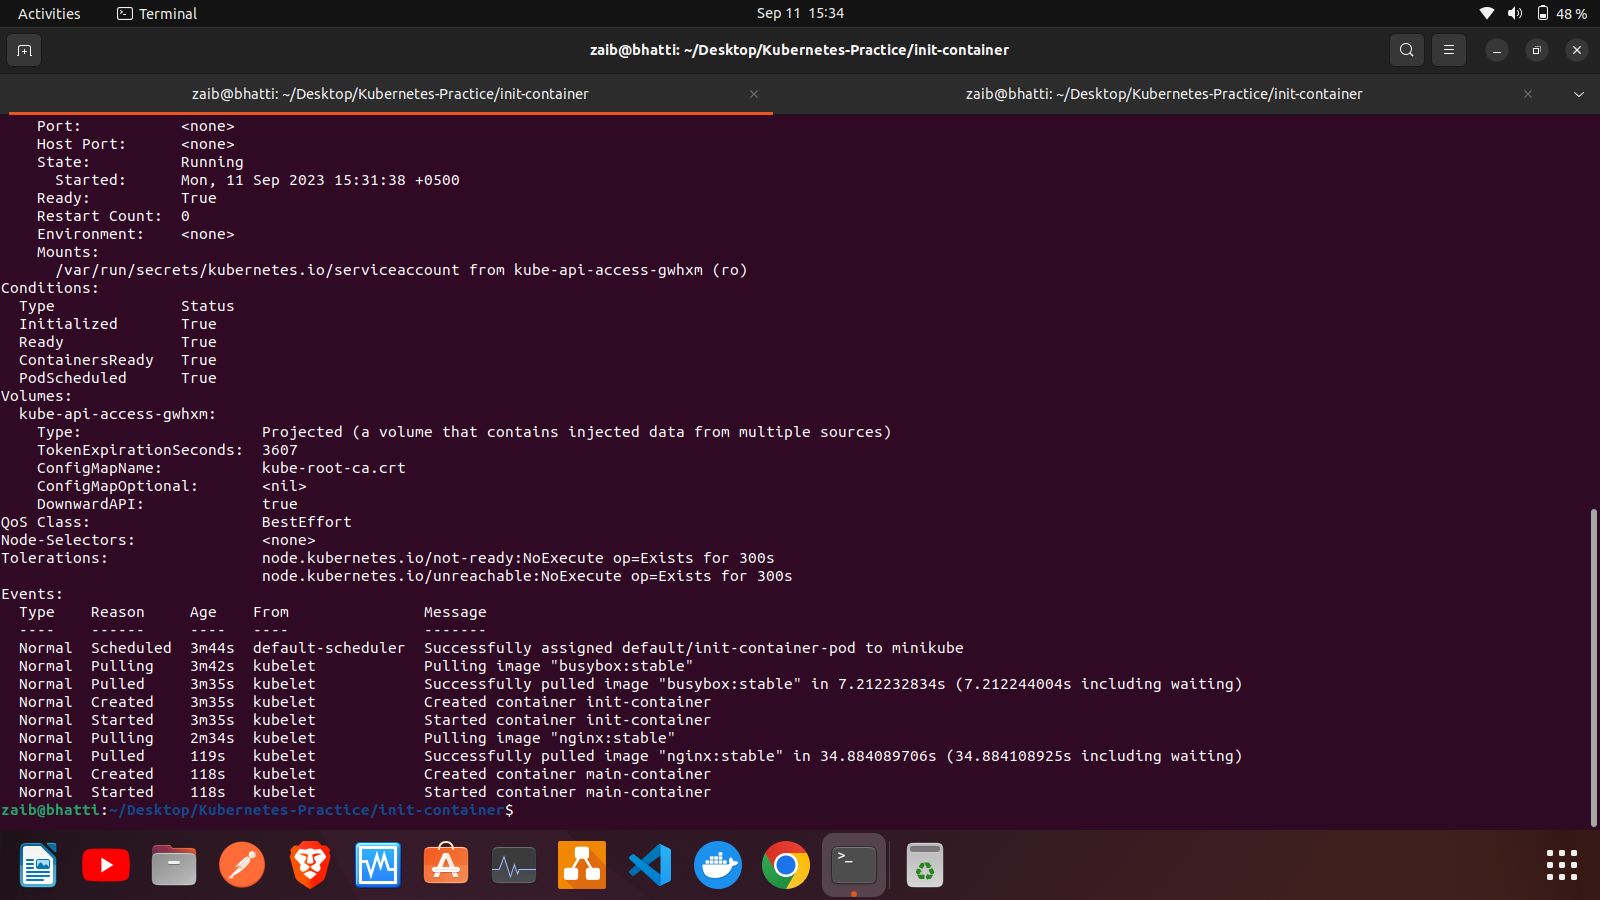 Activities Terminal Sep 11 15:34 48 %
zaib@bhatti: ~/Desktop/Kubernetes-Practice/init-container
zaib@bhatti: ~/Desktop/Kubernetes-Practice/init-container zaib@bhatti: ~/Desktop/Kubernetes-Practice/init-container
    Port:           <none>
    Host Port:      <none>
    State:          Running
      Started:      Mon, 11 Sep 2023 15:31:38 +0500
    Ready:          True
    Restart Count:  0
    Environment:    <none>
    Mounts:
      /var/run/secrets/kubernetes.io/serviceaccount from kube-api-access-gwhxm (ro)
Conditions:
  Type              Status
  Initialized       True
  Ready             True
  ContainersReady   True
  PodScheduled      True
Volumes:
  kube-api-access-gwhxm:
    Type:                    Projected (a volume that contains injected data from multiple sources)
    TokenExpirationSeconds:  3607
    ConfigMapName:           kube-root-ca.crt
    ConfigMapOptional:       <nil>
    DownwardAPI:             true
QoS Class:                   BestEffort
Node-Selectors:              <none>
Tolerations:                 node.kubernetes.io/not-ready:NoExecute op=Exists for 300s
                             node.kubernetes.io/unreachable:NoExecute op=Exists for 300s
Events:
  Type    Reason     Age    From               Message
  ----    ------     ----   ----               -------
  Normal  Scheduled  3m44s  default-scheduler  Successfully assigned default/init-container-pod to minikube
  Normal  Pulling    3m42s  kubelet            Pulling image "busybox:stable"
  Normal  Pulled     3m35s  kubelet            Successfully pulled image "busybox:stable" in 7.212232834s (7.212244004s including waiting)
  Normal  Created    3m35s  kubelet            Created container init-container
  Normal  Started    3m35s  kubelet            Started container init-container
  Normal  Pulling    2m34s  kubelet            Pulling image "nginx:stable"
  Normal  Pulled     119s   kubelet            Successfully pulled image "nginx:stable" in 34.884089706s (34.884108925s including waiting)
  Normal  Created    118s   kubelet            Created container main-container
  Normal  Started    118s   kubelet            Started container main-container
zaib@bhatti:~/Desktop/Kubernetes-Practice/init-container$